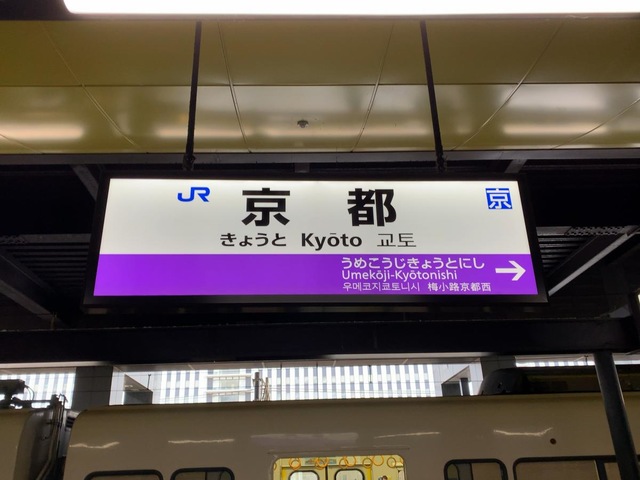 JR 京都 京
きょうと Kyōto 교토
うめこうじきょうとにし
Umekōji-Kyōtonishi
우메코지쿄토니시 梅小路京都西